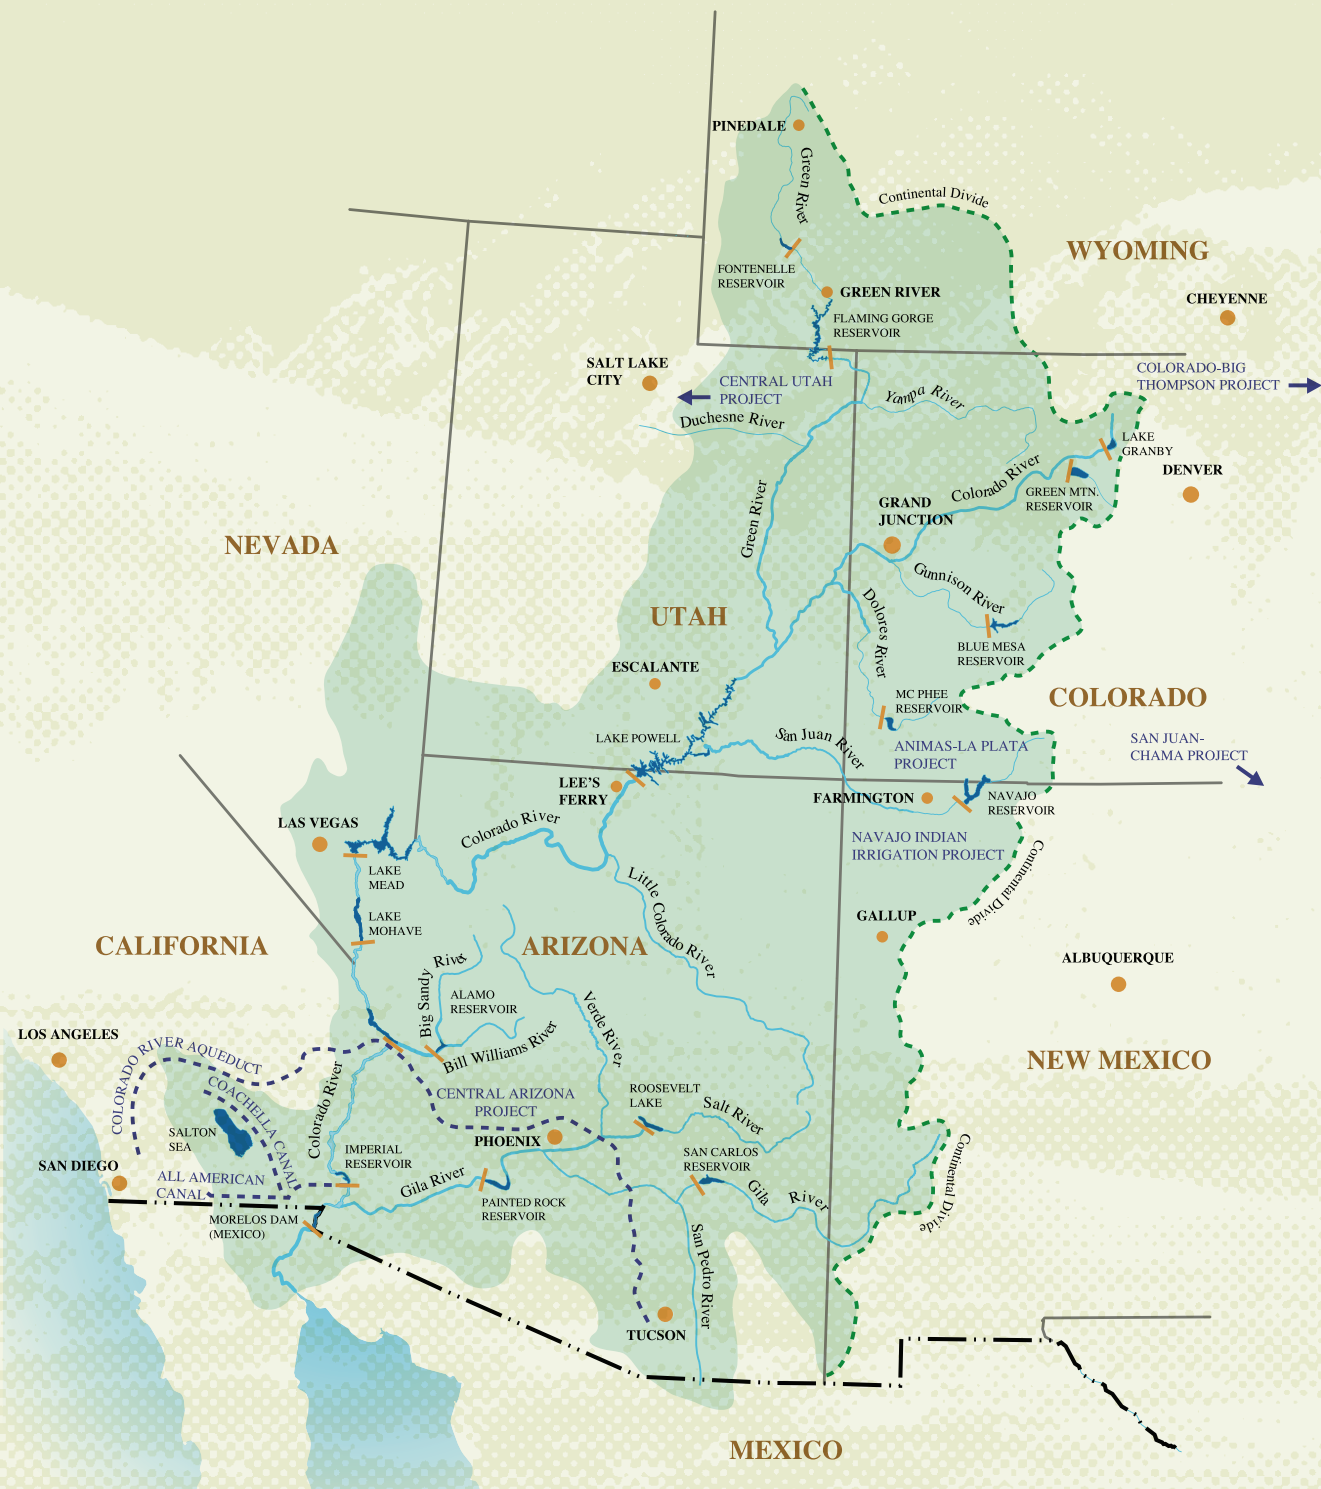 PINEDALE
Green River
Continental Divide
WYOMING
FONTENELLE
RESERVOIR
GREEN RIVER
CHEYENNE
FLAMING GORGE
RESERVOIR
SALT LAKE
CITY
CENTRAL UTAH
PROJECT
COLORADO-BIG
THOMPSON PROJECT
Yampa River
Duchesne River
LAKE
GRANBY
DENVER
Colorado River
GREEN MTN.
RESERVOIR
GRAND
JUNCTION
Green River
NEVADA
Gunnison River
UTAH
Dolores River
BLUE MESA
RESERVOIR
ESCALANTE
COLORADO
MC PHEE
RESERVOIR
LAKE POWELL
San Juan River
ANIMAS-LA PLATA
PROJECT
SAN JUAN-
CHAMA PROJECT
LEE'S
FERRY
FARMINGTON
NAVAJO
RESERVOIR
LAS VEGAS
Colorado River
NAVAJO INDIAN
IRRIGATION PROJECT
LAKE
MEAD
Little Colorado River
Continental Divide
LAKE
MOHAVE
GALLUP
CALIFORNIA
ARIZONA
ALBUQUERQUE
Big Sandy River
ALAMO
RESERVOIR
Verde River
LOS ANGELES
COLORADO RIVER AQUEDUCT
Bill Williams River
NEW MEXICO
COACHELLA CANAL
Colorado River
CENTRAL ARIZONA
PROJECT
ROOSEVELT
LAKE
Salt River
SALTON
SEA
PHOENIX
IMPERIAL
RESERVOIR
SAN CARLOS
RESERVOIR
SAN DIEGO
ALL AMERICAN
CANAL
Gila River
PAINTED ROCK
RESERVOIR
Gila River
Continental Divide
MORELOS DAM
(MEXICO)
San Pedro River
TUCSON
MEXICO